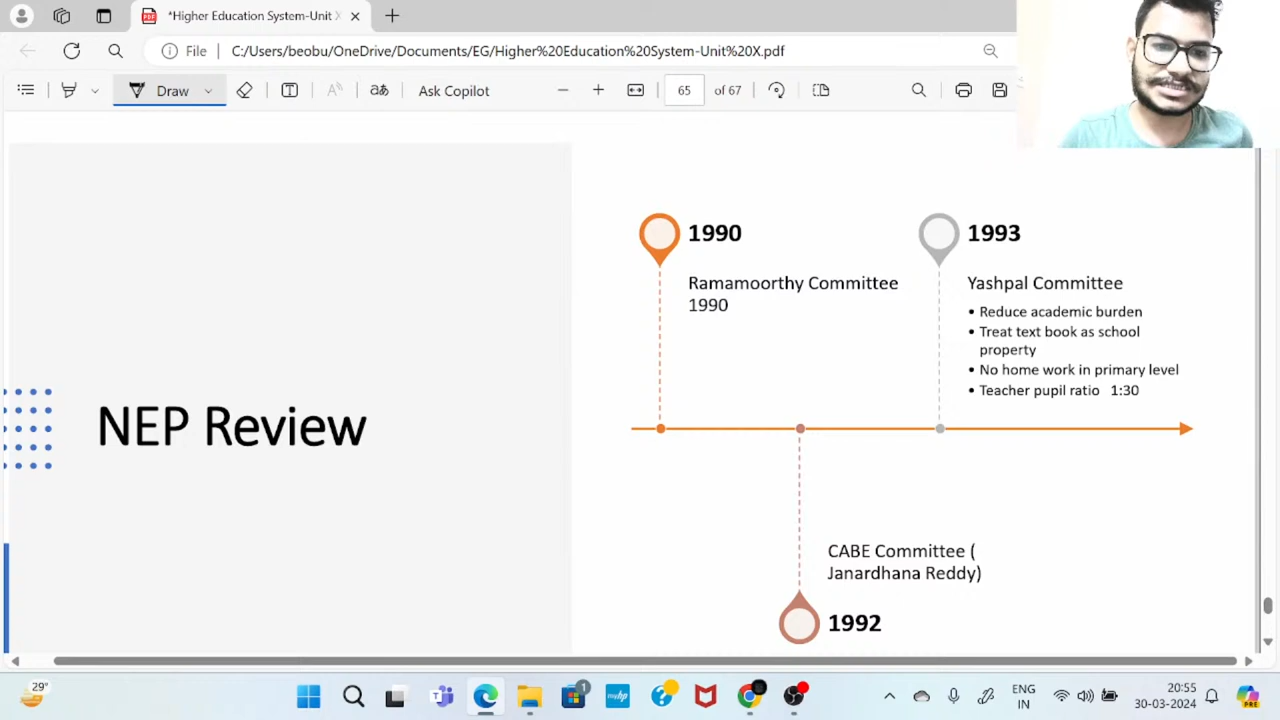 *Higher Education System-Unit X
File C:/Users/beobu/OneDrive/Documents/EG/Higher%20Education%20System-Unit%20X.pdf
Draw
Ask Copilot
65 of 67
NEP Review
1990
Ramamoorthy Committee
1990
1993
Yashpal Committee
• Reduce academic burden
• Treat text book as school
property
• No home work in primary level
• Teacher pupil ratio 1:30
CABE Committee (
Janardhana Reddy)
1992
29°
ENG
IN
20:55
30-03-2024